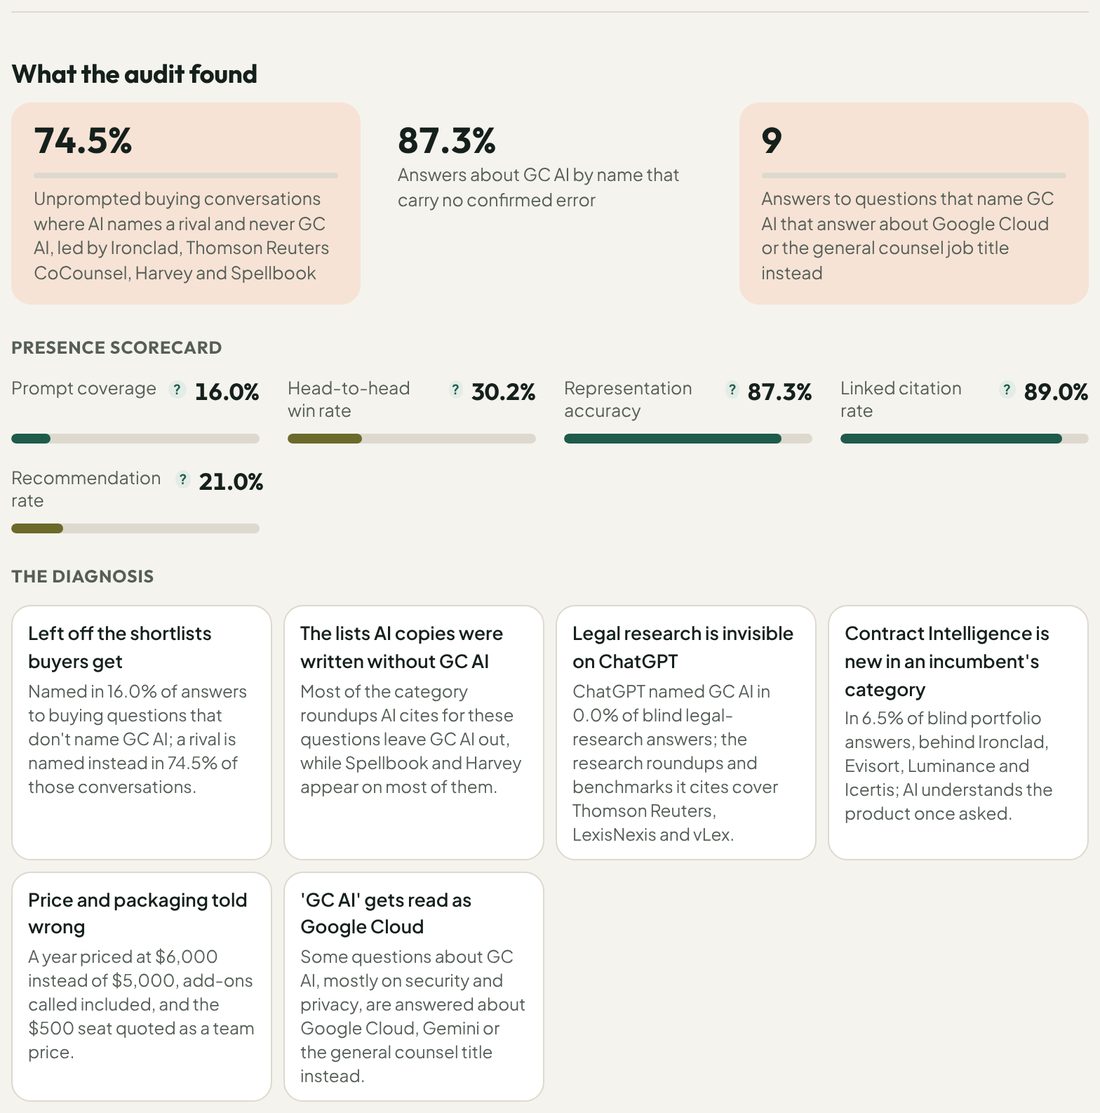 What the audit found
74.5%
Unprompted buying conversations
where AI names a rival and never GC
AI, led by Ironclad, Thomson Reuters
CoCounsel, Harvey and Spellbook
87.3%
Answers about GC AI by name that
carry no confirmed error
9
Answers to questions that name GC
AI that answer about Google Cloud
or the general counsel job title
instead
PRESENCE SCORECARD
Prompt coverage ? 16.0%
Head-to-head ? 30.2%
win rate
Representation ? 87.3%
accuracy
Linked citation ? 89.0%
rate
Recommendation ? 21.0%
rate
THE DIAGNOSIS
Left off the shortlists
buyers get
Named in 16.0% of answers
to buying questions that
don't name GC AI; a rival is
named instead in 74.5% of
those conversations.
The lists AI copies were
written without GC AI
Most of the category
roundups AI cites for these
questions leave GC AI out,
while Spellbook and Harvey
appear on most of them.
Legal research is invisible
on ChatGPT
ChatGPT named GC AI in
0.0% of blind legal-
research answers; the
research roundups and
benchmarks it cites cover
Thomson Reuters,
LexisNexis and vLex.
Contract Intelligence is
new in an incumbent's
category
In 6.5% of blind portfolio
answers, behind Ironclad,
Evisort, Luminance and
Icertis; AI understands the
product once asked.
Price and packaging told
wrong
A year priced at $6,000
instead of $5,000, add-ons
called included, and the
$500 seat quoted as a team
price.
'GC AI' gets read as
Google Cloud
Some questions about GC
AI, mostly on security and
privacy, are answered about
Google Cloud, Gemini or
the general counsel title
instead.